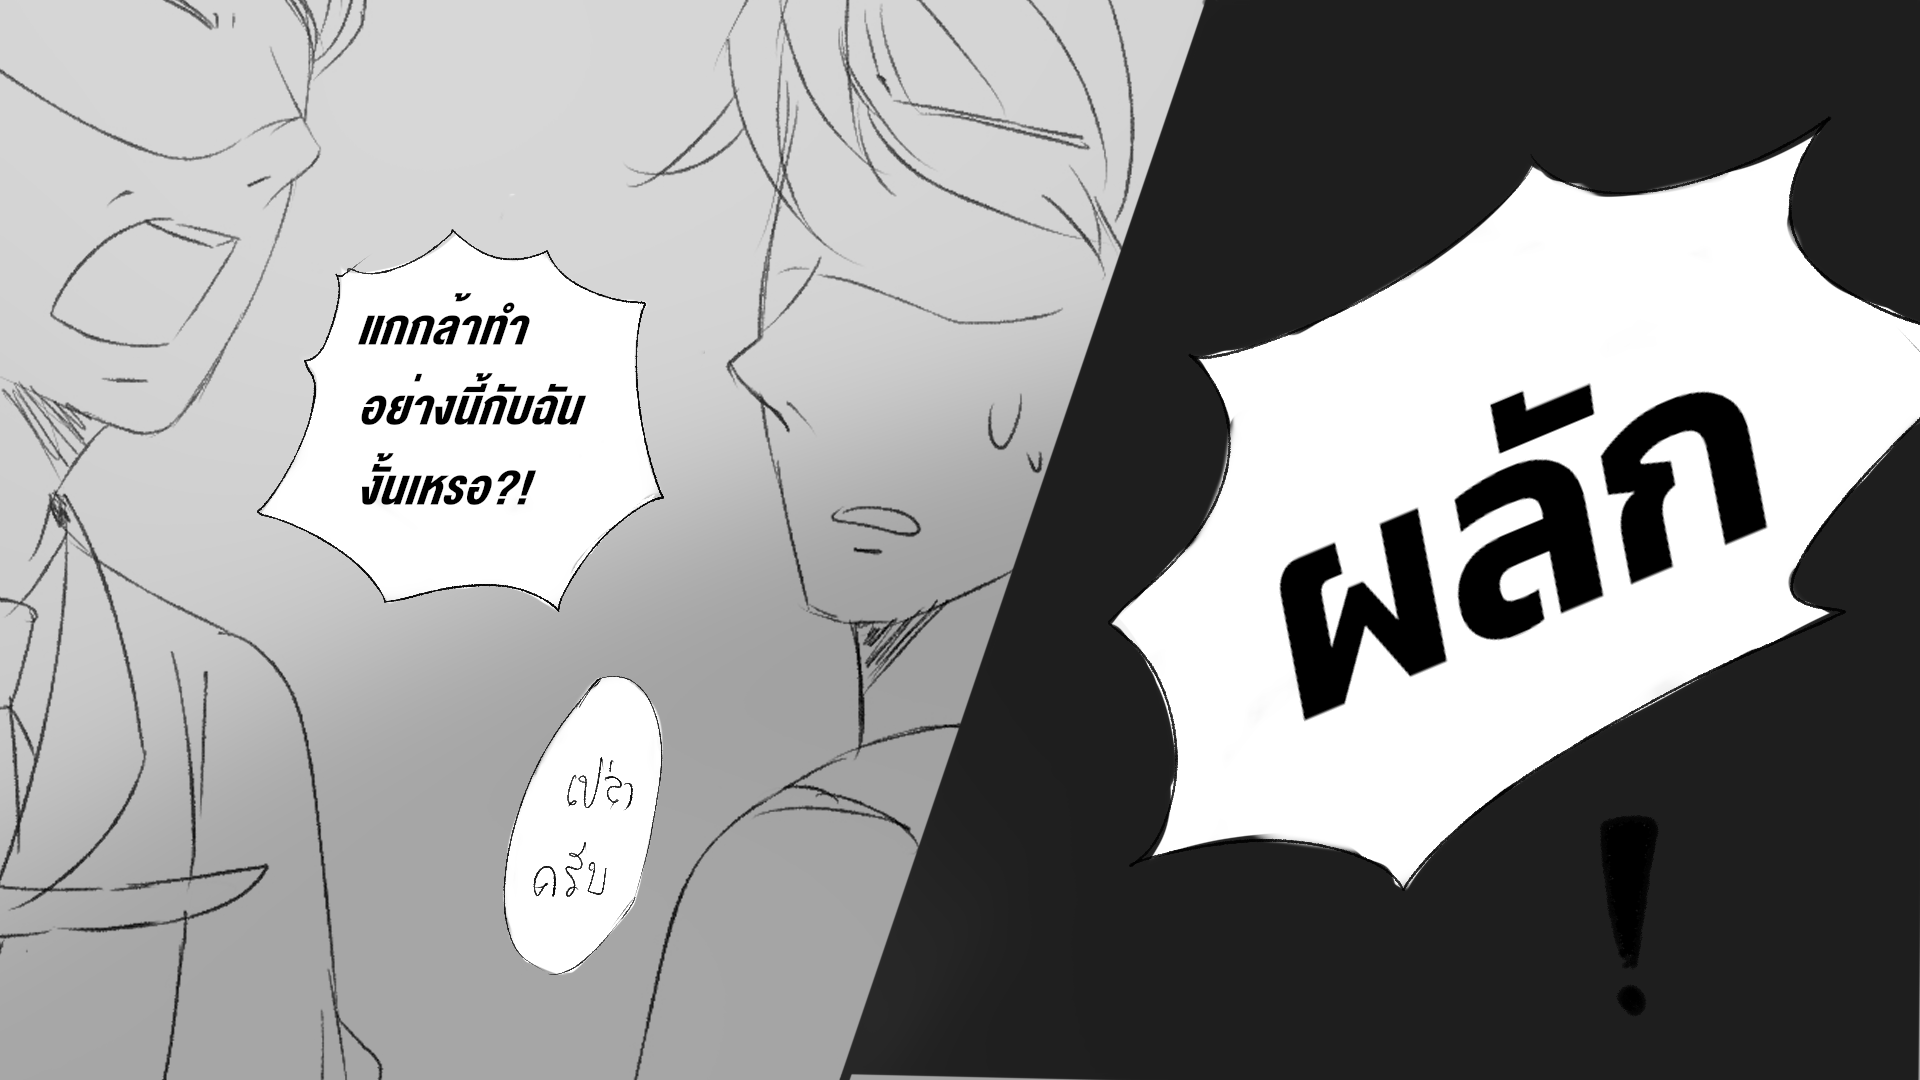 แกกล้าทำ
อย่างนี้กับฉัน
งั้นเหรอ?!
เปล่า
ครับ
ผลัก
!